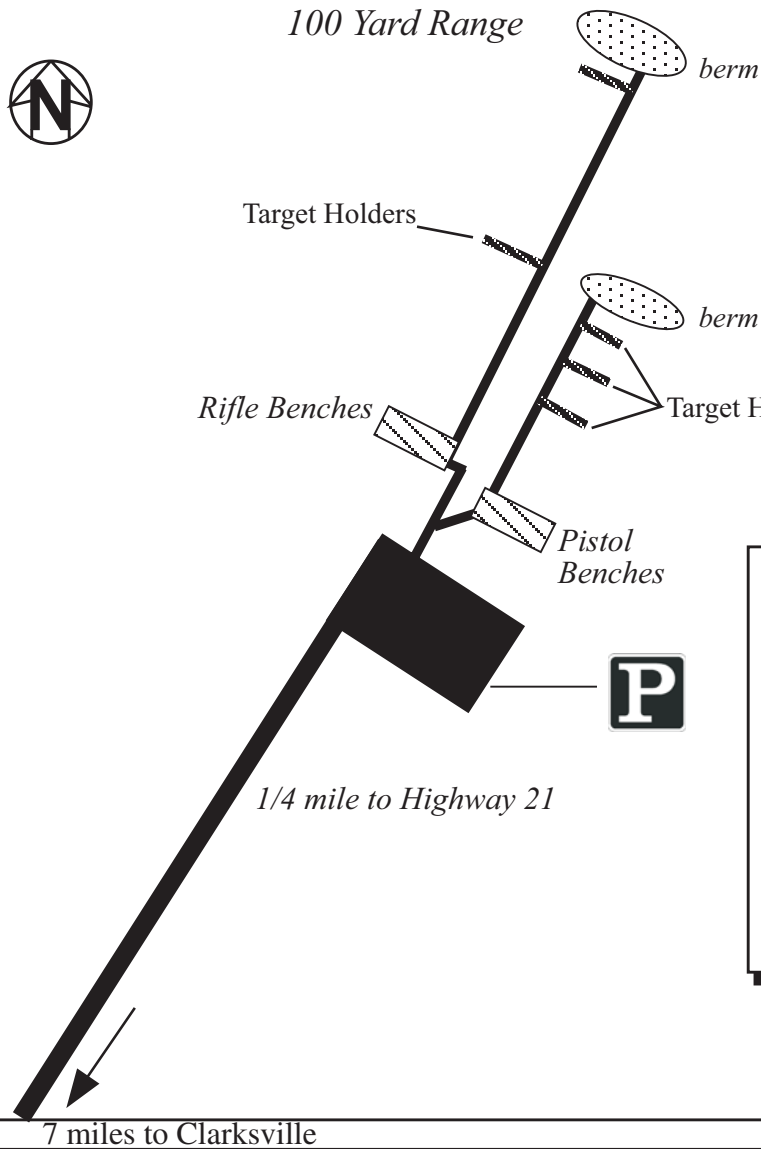 100 Yard Range
berm
N
Target Holders
berm
Rifle Benches
Target H
Pistol
Benches
P
1/4 mile to Highway 21
7 miles to Clarksville